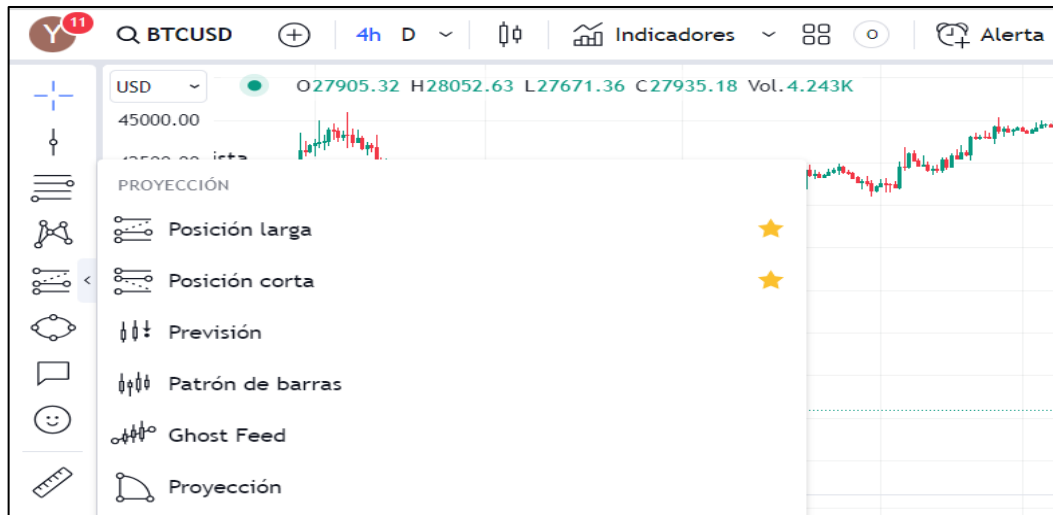 Y 11 BTCUSD 4h D Indicadores O Alerta
USD O27905.32 H28052.63 L27671.36 C27935.18 Vol.4.243K
45000.00
ista
PROYECCIÓN
Posición larga
Posición corta
Previsión
Patrón de barras
Ghost Feed
Proyección